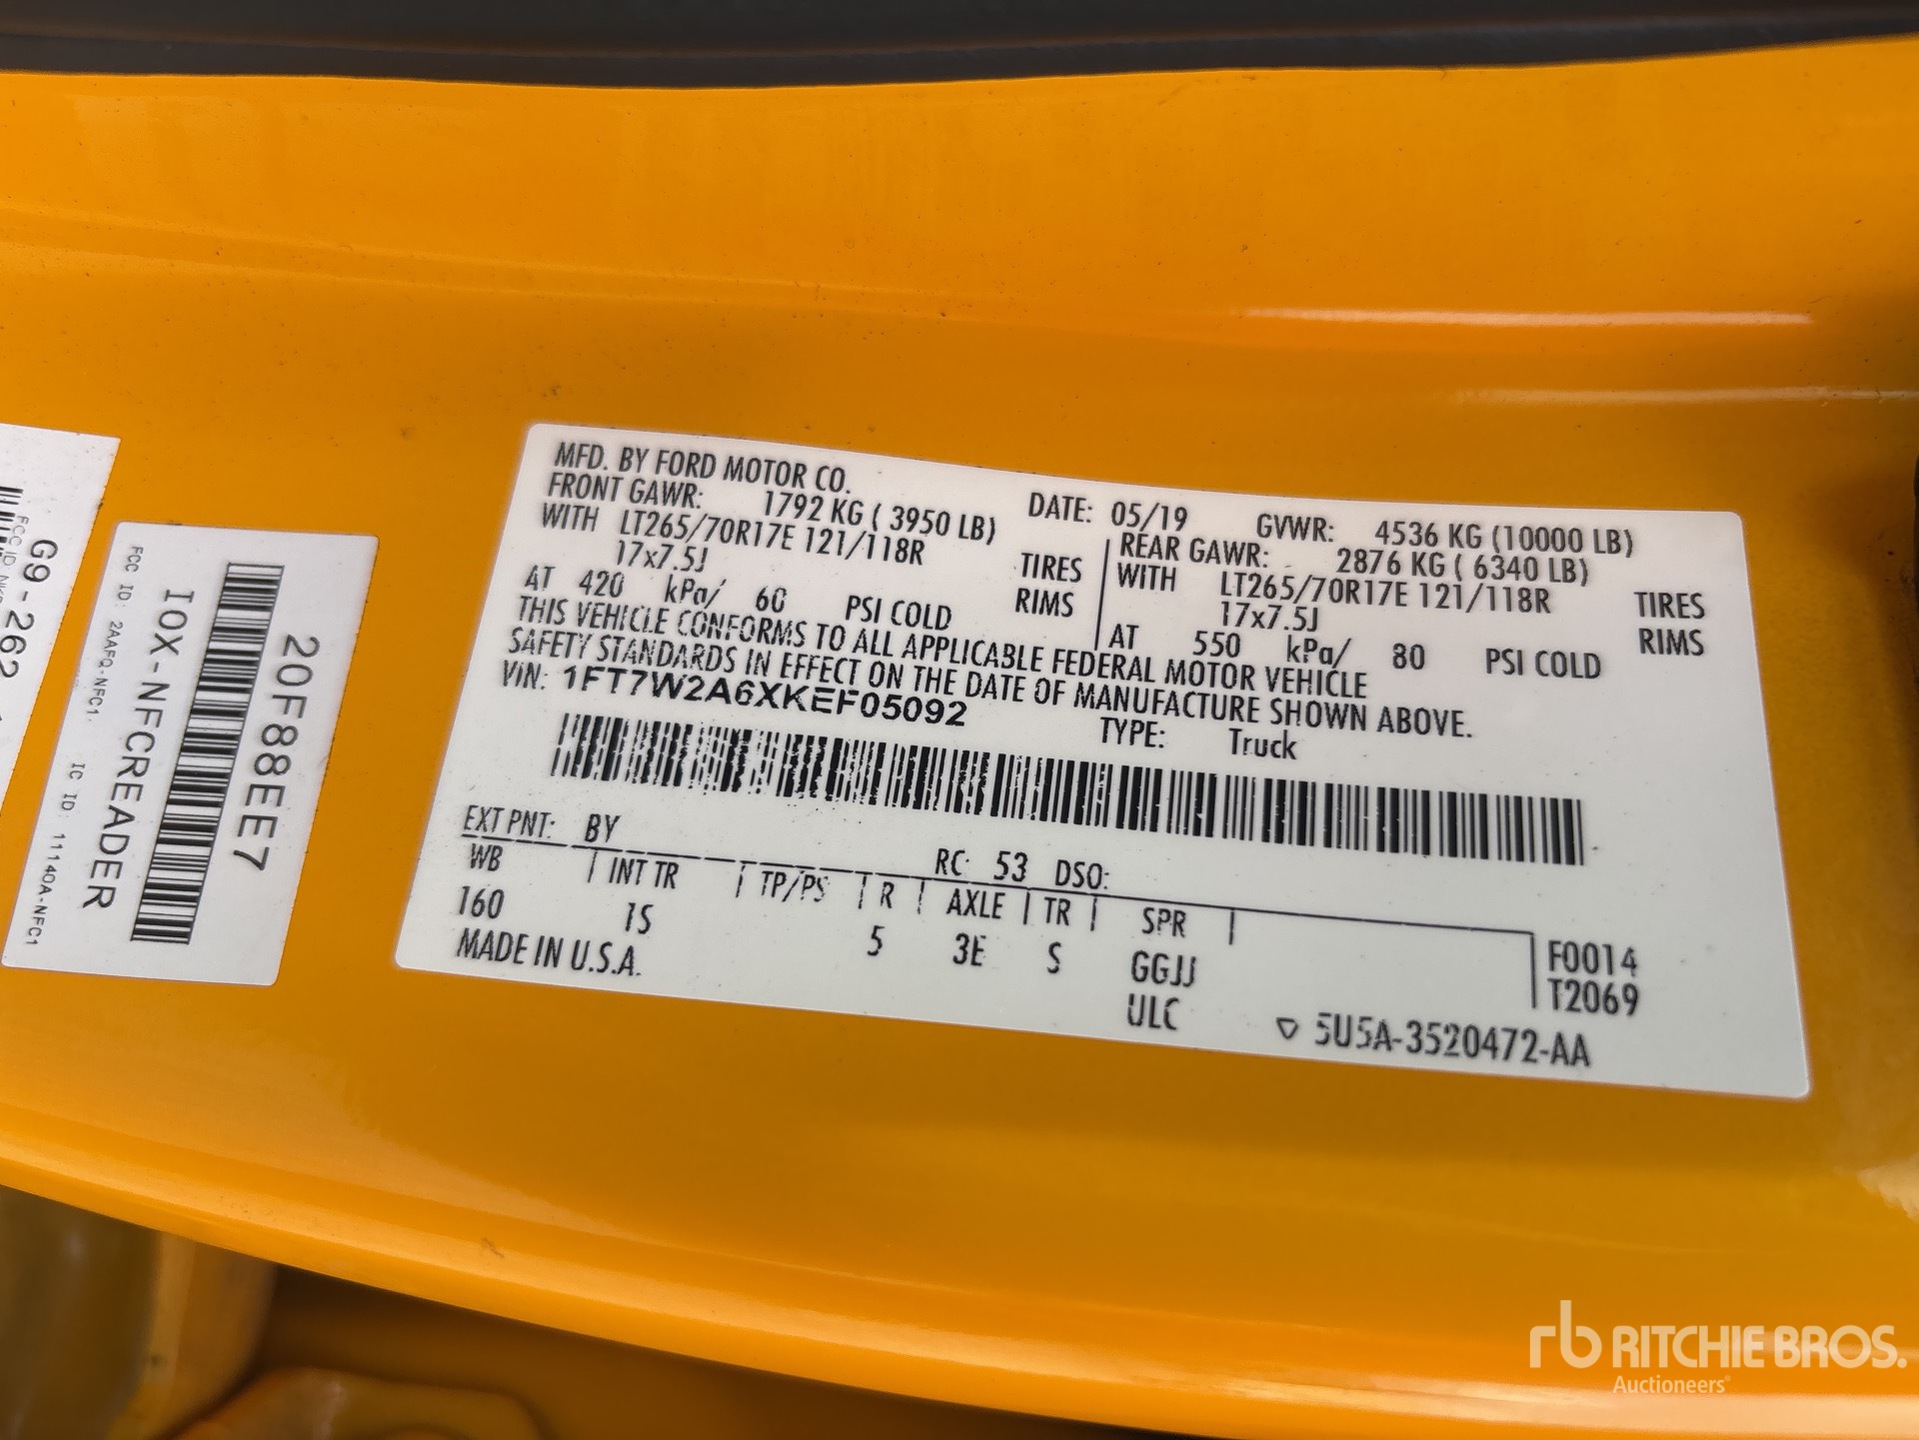 G9-2622
FCC ID
20F88EE7
IOX-NFCREADER
FCC ID: 2AAFQ-NFC1. IC ID: 11140A-NFC1
MFD. BY FORD MOTOR CO.
DATE: 05/19 GVWR: 4536 KG (10000 LB)
FRONT GAWR: 1792 KG ( 3950 LB) REAR GAWR: 2876 KG ( 6340 LB)
WITH LT265/70R17E 121/118R TIRES WITH LT265/70R17E 121/118R TIRES
17x7.5J RIMS 17x7.5J RIMS
AT 420 kPa/ 60 PSI COLD AT 550 kPa/ 80 PSI COLD
THIS VEHICLE CONFORMS TO ALL APPLICABLE FEDERAL MOTOR VEHICLE
SAFETY STANDARDS IN EFFECT ON THE DATE OF MANUFACTURE SHOWN ABOVE.
VIN: 1FT7W2A6XKEF05092 TYPE: Truck
EXT PNT: BY RC: 53 DSO:
WB INT TR TP/PS R AXLE TR SPR
160 1S 5 3E S GGJJ F0014
MADE IN U.S.A. ULC T2069
5U5A-3520472-AA
rb RITCHIE BROS.
Auctioneers